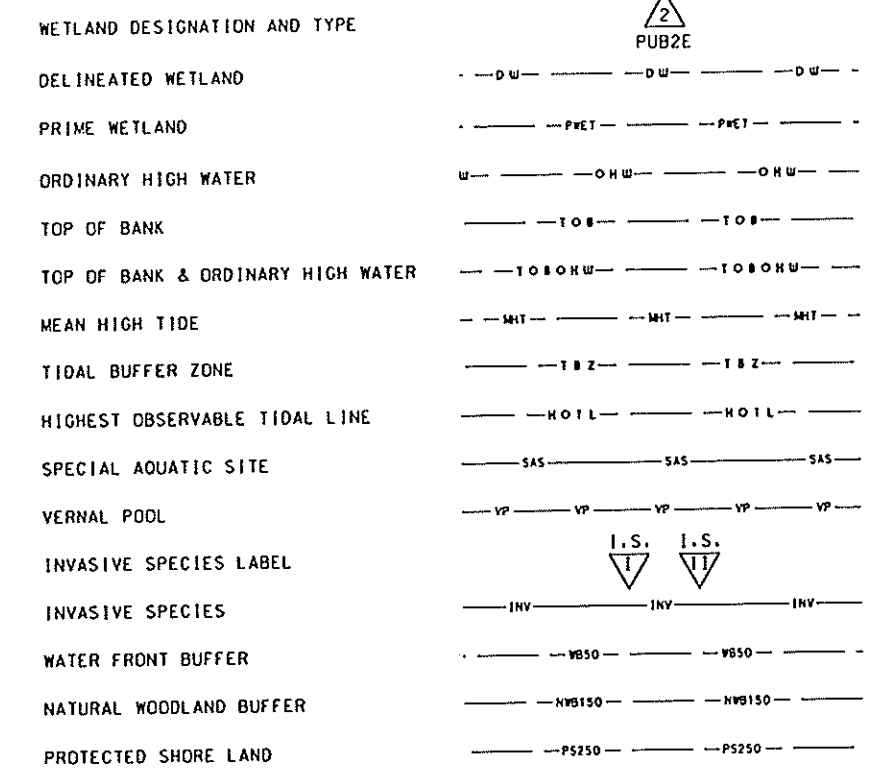 WETLAND DESIGNATION AND TYPE 2
PUB2E
DELINEATED WETLAND DW DW DW
PRIME WETLAND PWET PWET
ORDINARY HIGH WATER W OHW OHW
TOP OF BANK TOB TOB
TOP OF BANK & ORDINARY HIGH WATER TOBOHW TOBOHW
MEAN HIGH TIDE MHT MHT MHT
TIDAL BUFFER ZONE TBZ TBZ
HIGHEST OBSERVABLE TIDAL LINE HOTL HOTL
SPECIAL AQUATIC SITE SAS SAS SAS
VERNAL POOL VP VP VP VP VP
I.S. I.S.
INVASIVE SPECIES LABEL I II
INVASIVE SPECIES INV INV INV
WATER FRONT BUFFER WB50 WB50
NATURAL WOODLAND BUFFER NWB150 NWB150
PROTECTED SHORE LAND PS250 PS250